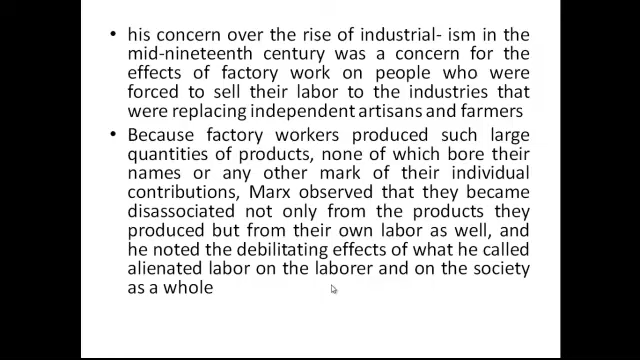 • his concern over the rise of industrial- ism in the
mid-nineteenth century was a concern for the
effects of factory work on people who were
forced to sell their labor to the industries that
were replacing independent artisans and farmers
• Because factory workers produced such large
quantities of products, none of which bore their
names or any other mark of their individual
contributions, Marx observed that they became
disassociated not only from the products they
produced but from their own labor as well, and
he noted the debilitating effects of what he called
alienated labor on the laborer and on the society
as a whole